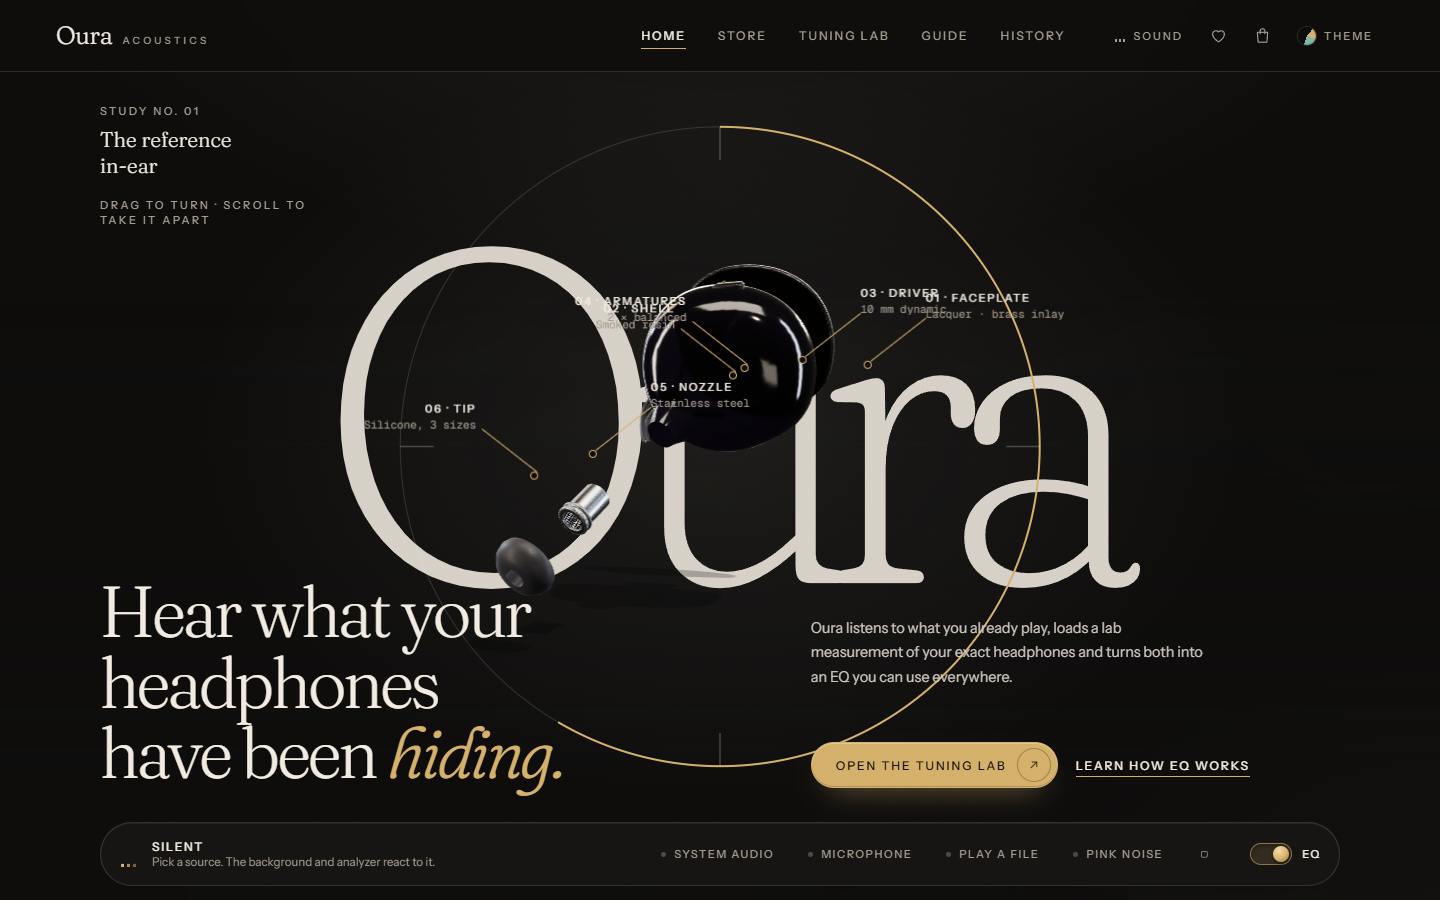 Oura ACOUSTICS
HOME STORE TUNING LAB GUIDE HISTORY SOUND THEME
STUDY NO. 01
The reference
in-ear
DRAG TO TURN · SCROLL TO
TAKE IT APART
Oura
04 · ARMATURES
2 × balanced
02 · SHELL
Smoked resin
03 · DRIVER
10 mm dynamic
01 · FACEPLATE
Lacquer · brass inlay
05 · NOZZLE
Stainless steel
06 · TIP
Silicone, 3 sizes
Hear what your
headphones
have been hiding.
Oura listens to what you already play, loads a lab
measurement of your exact headphones and turns both into
an EQ you can use everywhere.
OPEN THE TUNING LAB
LEARN HOW EQ WORKS
SILENT
Pick a source. The background and analyzer react to it.
SYSTEM AUDIO MICROPHONE PLAY A FILE PINK NOISE EQ